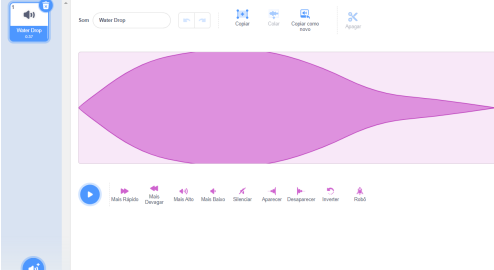 1
Water Drop
0.02
Som
Water Drop
Copiar
Colar
Copiar como novo
Apagar
Mais Rápido
Mais Devagar
Mais Alto
Mais Baixo
Silenciar
Aparecer
Desaparecer
Inverter
Robô